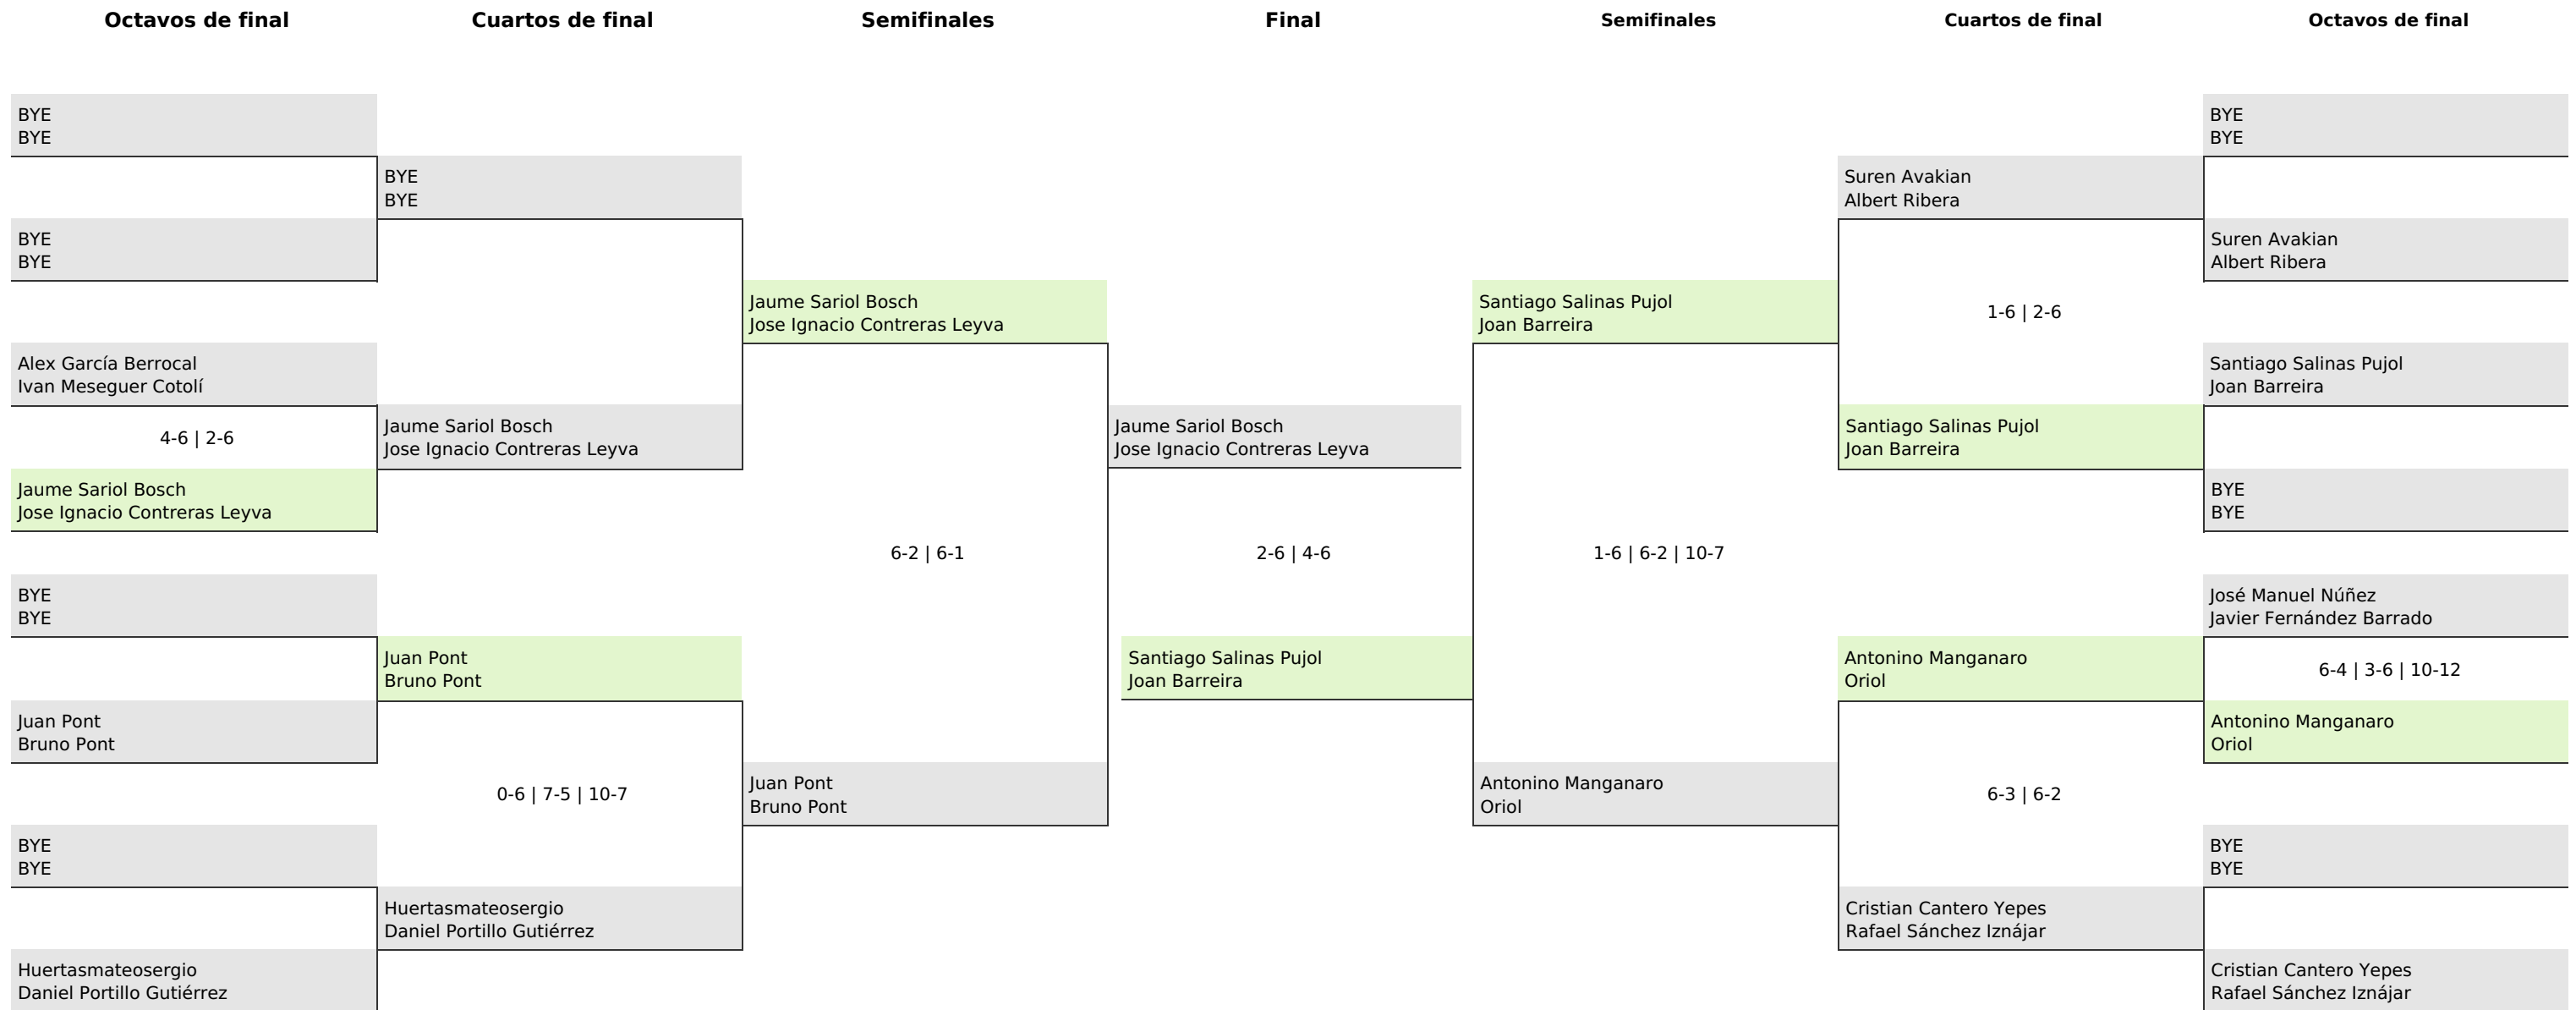 Octavos de final
Cuartos de final
Semifinales
Final
Semifinales
Cuartos de final
Octavos de final
BYE
BYE
BYE
BYE
Alex García Berrocal
Ivan Meseguer Cotolí
4-6 | 2-6
Jaume Sariol Bosch
Jose Ignacio Contreras Leyva
BYE
BYE
Juan Pont
Bruno Pont
BYE
BYE
Huertasmateosergio
Daniel Portillo Gutiérrez
BYE
BYE
Jaume Sariol Bosch
Jose Ignacio Contreras Leyva
Juan Pont
Bruno Pont
0-6 | 7-5 | 10-7
Huertasmateosergio
Daniel Portillo Gutiérrez
Jaume Sariol Bosch
Jose Ignacio Contreras Leyva
6-2 | 6-1
Juan Pont
Bruno Pont
Jaume Sariol Bosch
Jose Ignacio Contreras Leyva
2-6 | 4-6
Santiago Salinas Pujol
Joan Barreira
Santiago Salinas Pujol
Joan Barreira
1-6 | 6-2 | 10-7
Antonino Manganaro
Oriol
Suren Avakian
Albert Ribera
1-6 | 2-6
Santiago Salinas Pujol
Joan Barreira
Antonino Manganaro
Oriol
6-3 | 6-2
Cristian Cantero Yepes
Rafael Sánchez Iznájar
BYE
BYE
Suren Avakian
Albert Ribera
Santiago Salinas Pujol
Joan Barreira
BYE
BYE
José Manuel Núñez
Javier Fernández Barrado
6-4 | 3-6 | 10-12
Antonino Manganaro
Oriol
BYE
BYE
Cristian Cantero Yepes
Rafael Sánchez Iznájar